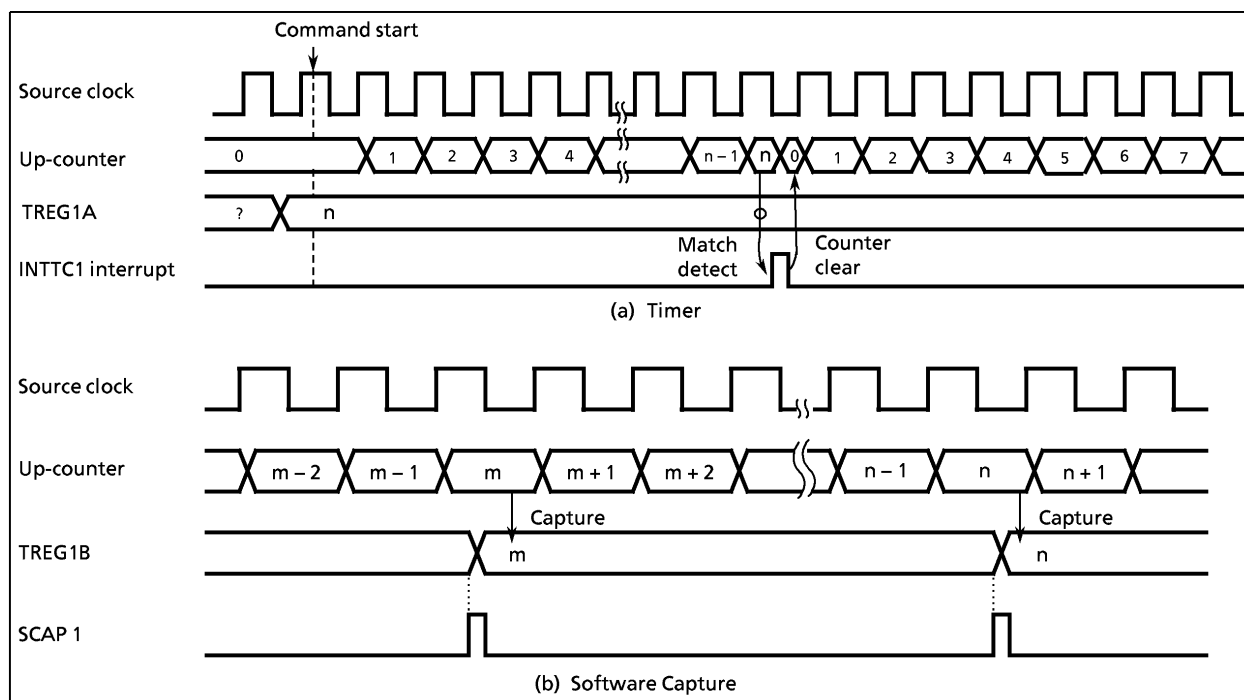 Command start
Source clock
Up-counter 0 1 2 3 4 n – 1 n 0 1 2 3 4 5 6 7
TREG1A ? n
Match detect
Counter clear
INTTC1 interrupt
(a) Timer
Source clock
Up-counter m – 2 m – 1 m m + 1 m + 2 n – 1 n n + 1
Capture Capture
TREG1B m n
SCAP 1
(b) Software Capture